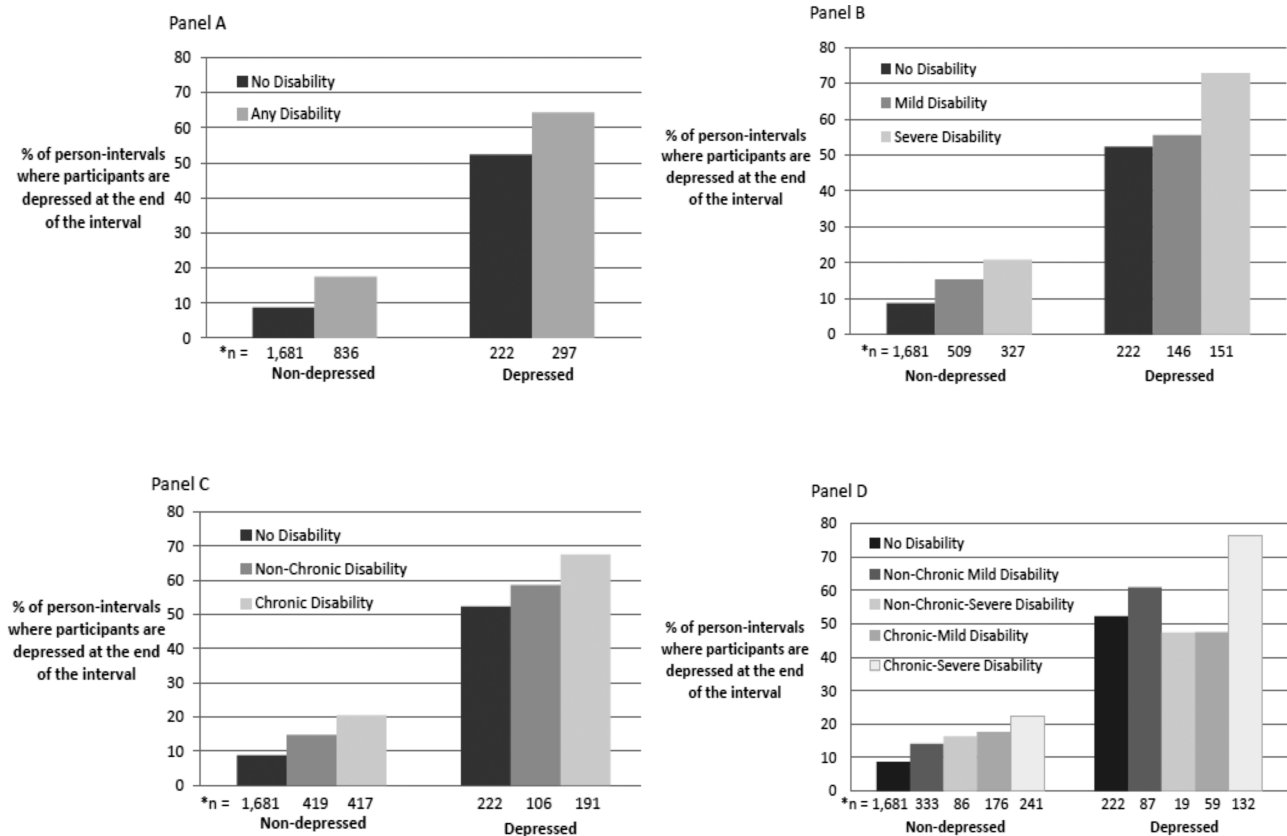 Panel A
80
70
60
50
40
30
20
10
0
No Disability
Any Disability
% of person-intervals
where participants are
depressed at the end
of the interval
*n = 1,681 836 222 297
Non-depressed Depressed
Panel B
80
70
60
50
40
30
20
10
0
No Disability
Mild Disability
Severe Disability
% of person-intervals
where participants are
depressed at the end
of the interval
*n = 1,681 509 327 222 146 151
Non-depressed Depressed
Panel C
80
70
60
50
40
30
20
10
0
No Disability
Non-Chronic Disability
Chronic Disability
% of person-intervals
where participants are
depressed at the end
of the interval
*n = 1,681 419 417 222 106 191
Non-depressed Depressed
Panel D
80
70
60
50
40
30
20
10
0
No Disability
Non-Chronic Mild Disability
Non-Chronic-Severe Disability
Chronic-Mild Disability
Chronic-Severe Disability
% of person-intervals
where participants are
depressed at the end
of the interval
*n = 1,681 333 86 176 241 222 87 19 59 132
Non-depressed Depressed